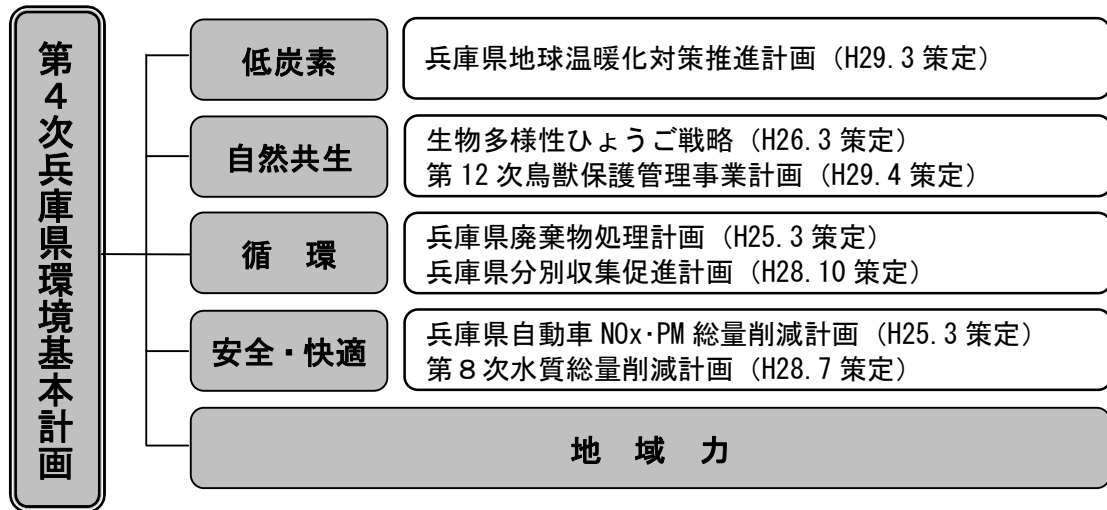 第４次兵庫県環境基本計画
低炭素
兵庫県地球温暖化対策推進計画（H29.3 策定）
自然共生
生物多様性ひょうご戦略（H26.3 策定）
第 12 次鳥獣保護管理事業計画（H29.4 策定）
循　環
兵庫県廃棄物処理計画（H25.3 策定）
兵庫県分別収集促進計画（H28.10 策定）
安全・快適
兵庫県自動車 NOx･PM 総量削減計画（H25.3 策定）
第８次水質総量削減計画（H28.7 策定）
地　域　力